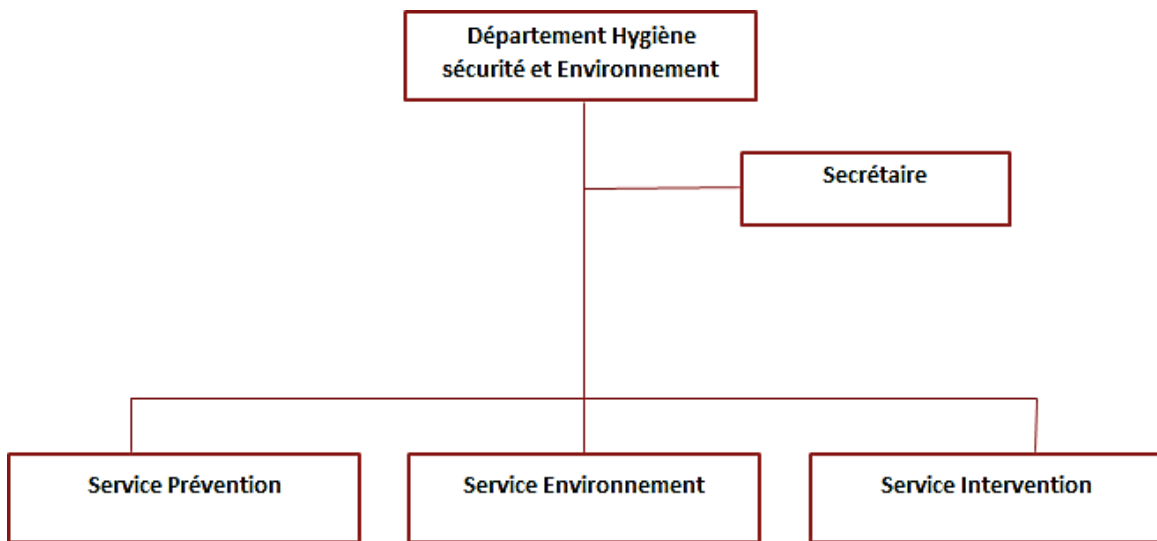 Département Hygiène
sécurité et Environnement
Secrétaire
Service Prévention
Service Environnement
Service Intervention